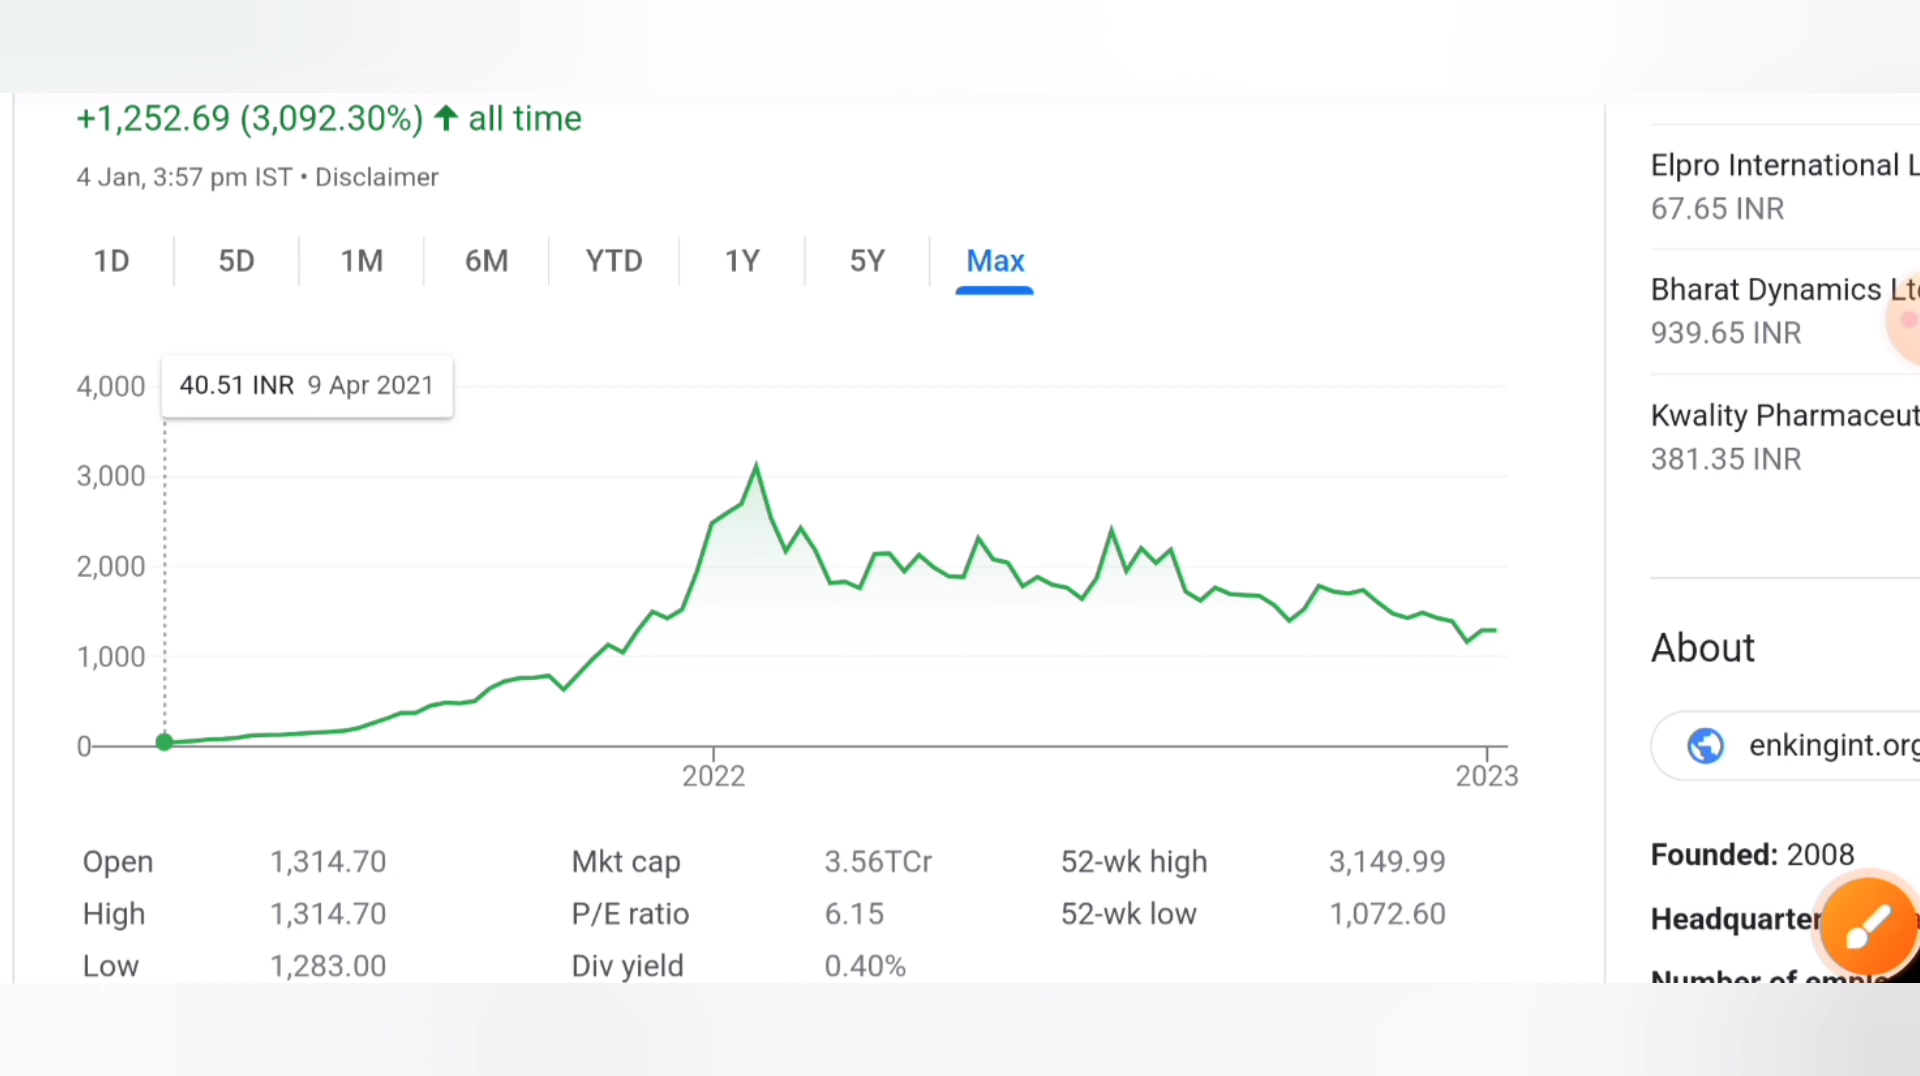 +1,252.69 (3,092.30%) ↑ all time
4 Jan, 3:57 pm IST • Disclaimer
1D 5D 1M 6M YTD 1Y 5Y Max
40.51 INR 9 Apr 2021
4,000
3,000
2,000
1,000
0
2022 2023
Open 1,314.70 Mkt cap 3.56TCr 52-wk high 3,149.99
High 1,314.70 P/E ratio 6.15 52-wk low 1,072.60
Low 1,283.00 Div yield 0.40%
Elpro International L
67.65 INR
Bharat Dynamics Lt
939.65 INR
Kwality Pharmaceut
381.35 INR
About
enkingint.org
Founded: 2008
Headquarter
Number of emple